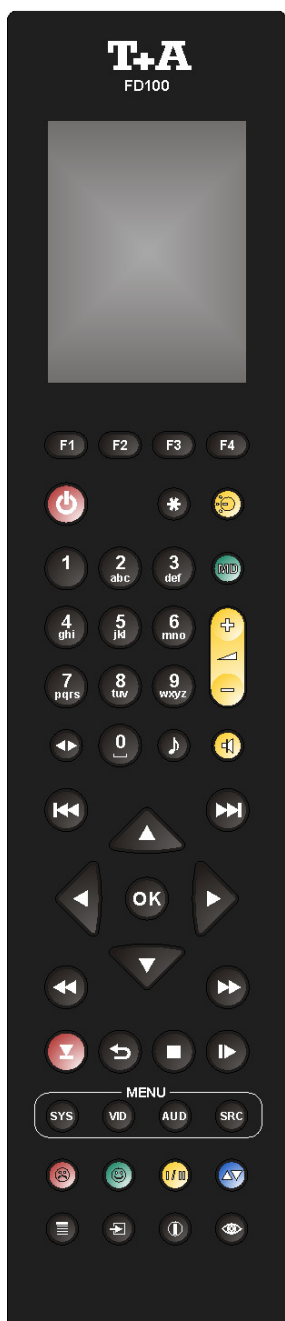 T+A
FD100
F1 F2 F3 F4
1 2 3 MD
abc def
4 5 6
ghi jkl mno
7 8 9
pqrs tuv wxyz
0
OK
MENU
SYS VID AUD SRC